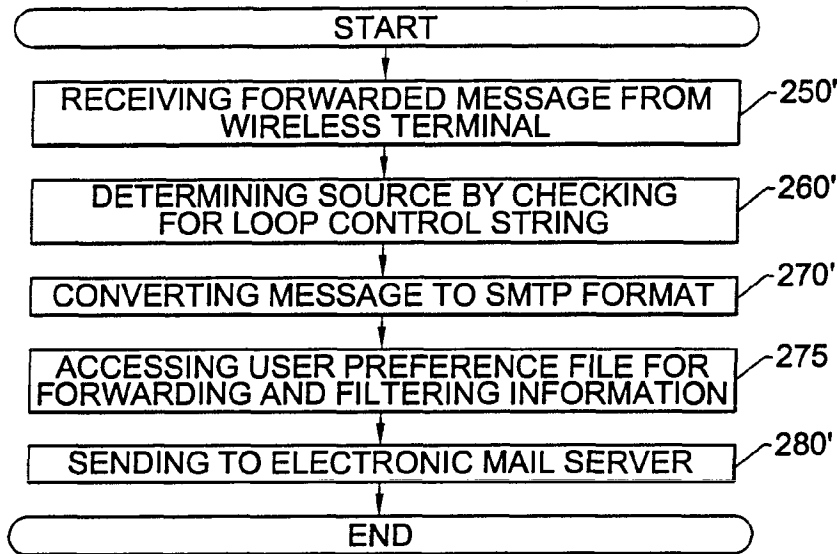 START
RECEIVING FORWARDED MESSAGE FROM
WIRELESS TERMINAL
250'
DETERMINING SOURCE BY CHECKING
FOR LOOP CONTROL STRING
260'
CONVERTING MESSAGE TO SMTP FORMAT
270'
ACCESSING USER PREFERENCE FILE FOR
FORWARDING AND FILTERING INFORMATION
275
SENDING TO ELECTRONIC MAIL SERVER
280'
END